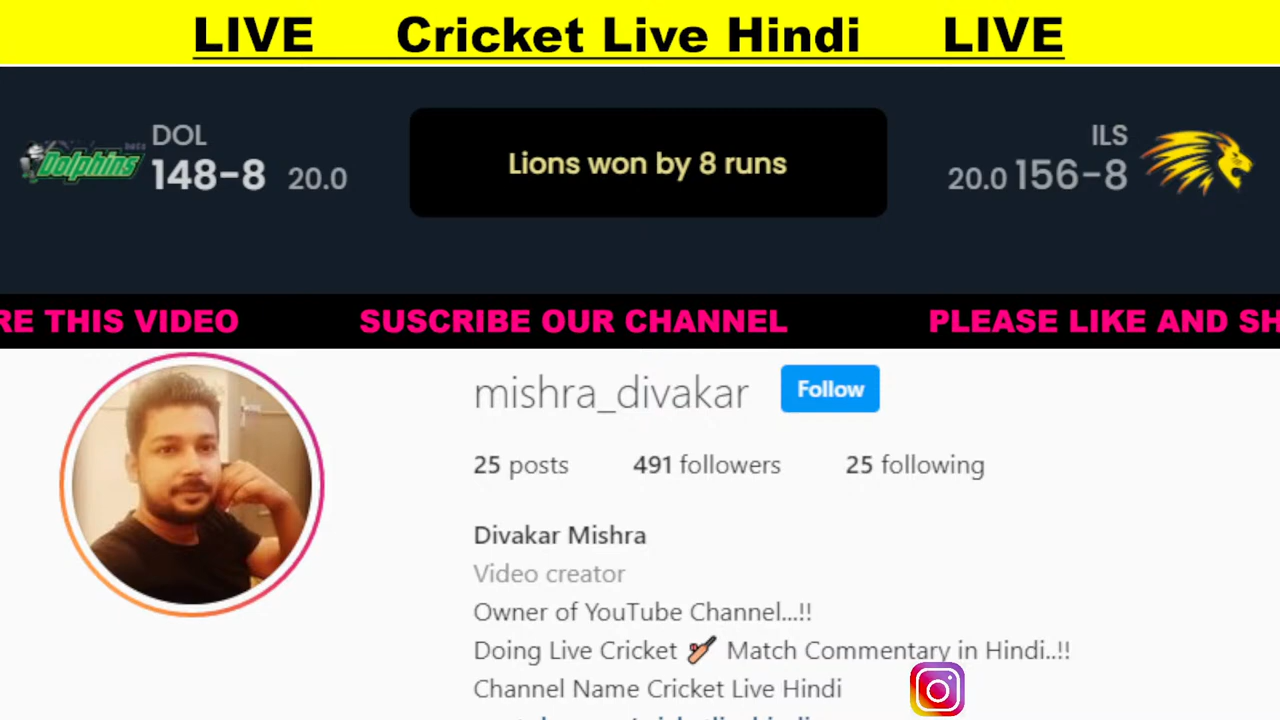 LIVE Cricket Live Hindi LIVE
DOL
148-8 20.0
Dolphins
Lions won by 8 runs
ILS
20.0 156-8
RE THIS VIDEO SUSCRIBE OUR CHANNEL PLEASE LIKE AND SH
mishra_divakar Follow
25 posts 491 followers 25 following
Divakar Mishra
Video creator
Owner of YouTube Channel...!!
Doing Live Cricket 🏏 Match Commentary in Hindi..!!
Channel Name Cricket Live Hindi